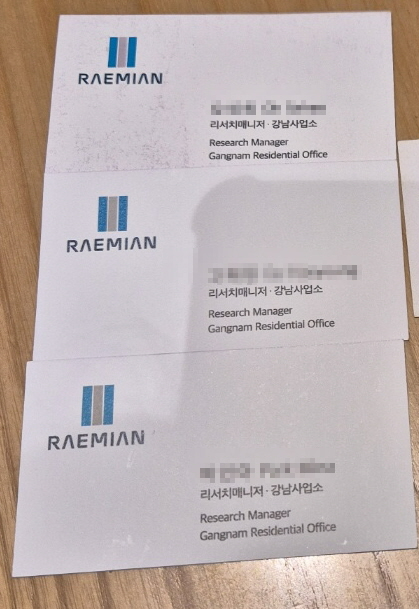 RAEMIAN
리서치매니저 · 강남사업소
Research Manager
Gangnam Residential Office
RAEMIAN
리서치매니저 · 강남사업소
Research Manager
Gangnam Residential Office
RAEMIAN
리서치매니저 · 강남사업소
Research Manager
Gangnam Residential Office